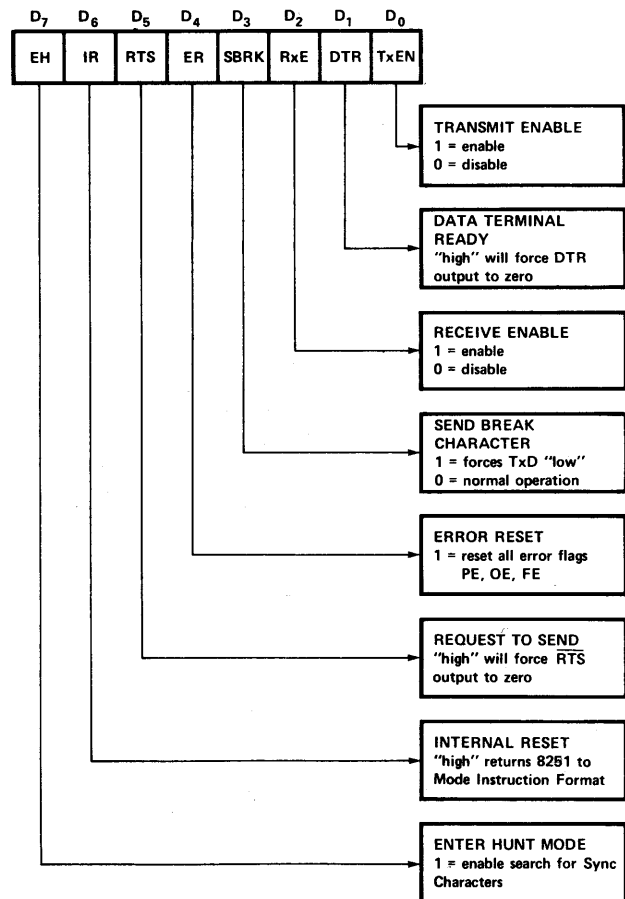 D7 D6 D5 D4 D3 D2 D1 D0
EH IR RTS ER SBRK RxE DTR TxEN
TRANSMIT ENABLE
1 = enable
0 = disable
DATA TERMINAL
READY
"high" will force DTR
output to zero
RECEIVE ENABLE
1 = enable
0 = disable
SEND BREAK
CHARACTER
1 = forces TxD "low"
0 = normal operation
ERROR RESET
1 = reset all error flags
PE, OE, FE
REQUEST TO SEND
"high" will force R̅T̅S̅
output to zero
INTERNAL RESET
"high" returns 8251 to
Mode Instruction Format
ENTER HUNT MODE
1 = enable search for Sync
Characters